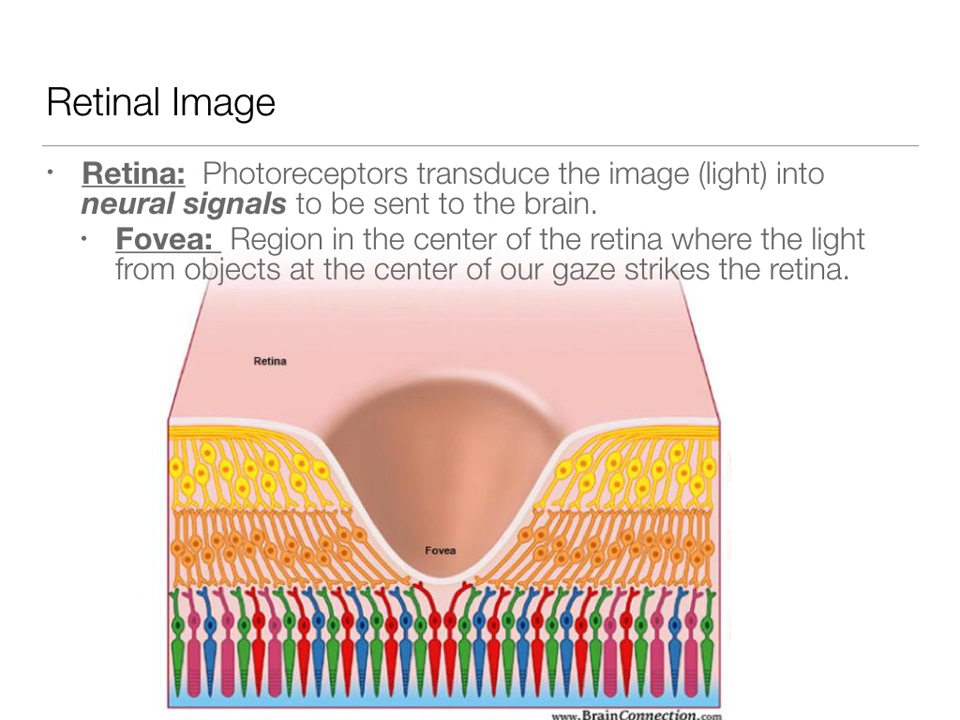 Retinal Image
• Retina: Photoreceptors transduce the image (light) into
neural signals to be sent to the brain.
• Fovea: Region in the center of the retina where the light
from objects at the center of our gaze strikes the retina.
Retina
Fovea
www.BrainConnection.com